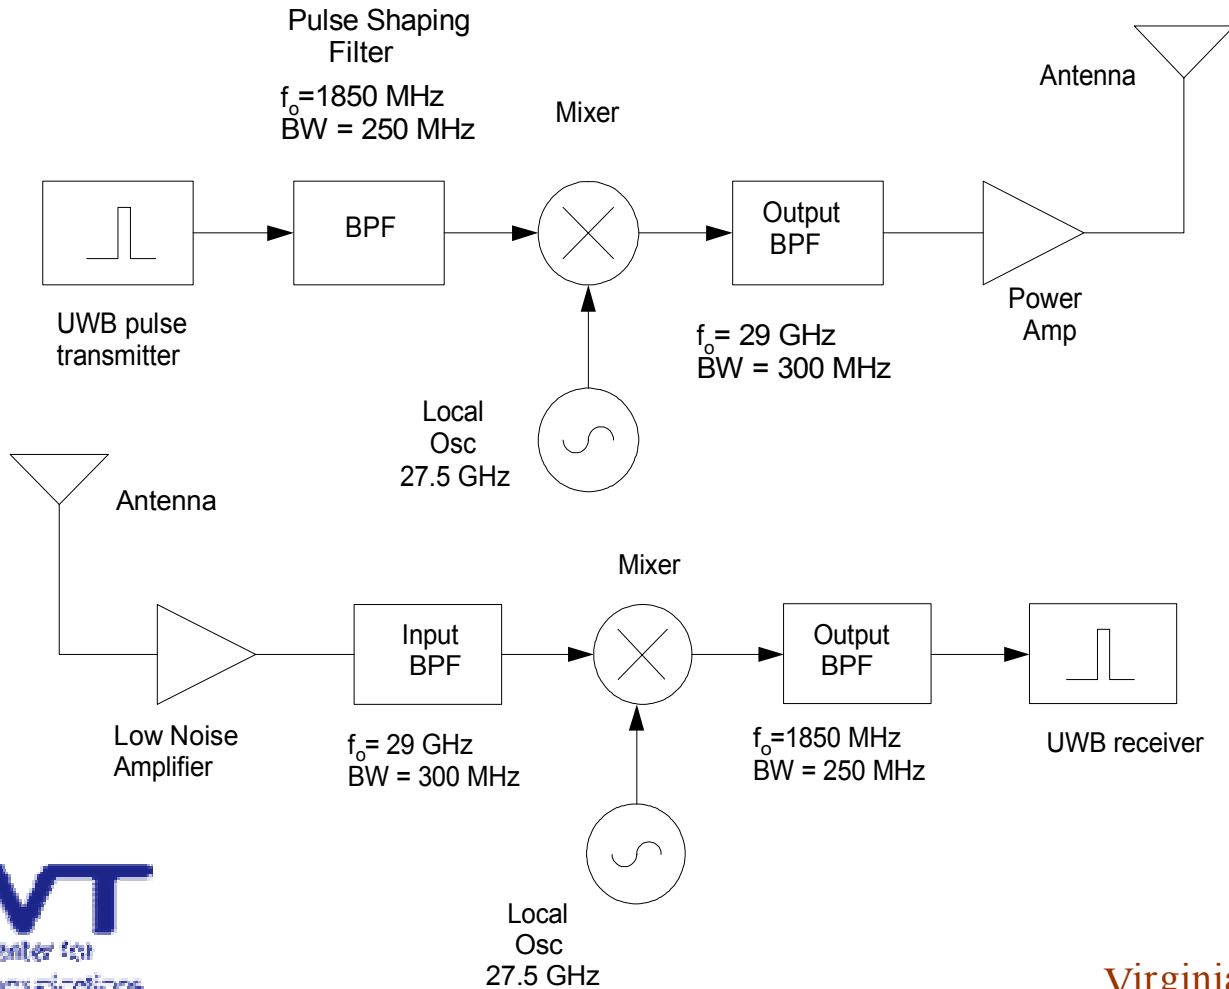 Pulse Shaping
Filter
fo=1850 MHz
BW = 250 MHz
Mixer
Antenna
BPF
Output
BPF
UWB pulse
transmitter
Power
Amp
fo= 29 GHz
BW = 300 MHz
Local
Osc
27.5 GHz
Antenna
Mixer
Input
BPF
Output
BPF
Low Noise
Amplifier
fo= 29 GHz
BW = 300 MHz
fo=1850 MHz
BW = 250 MHz
UWB receiver
Local
Osc
27.5 GHz
VT
for
Virginia